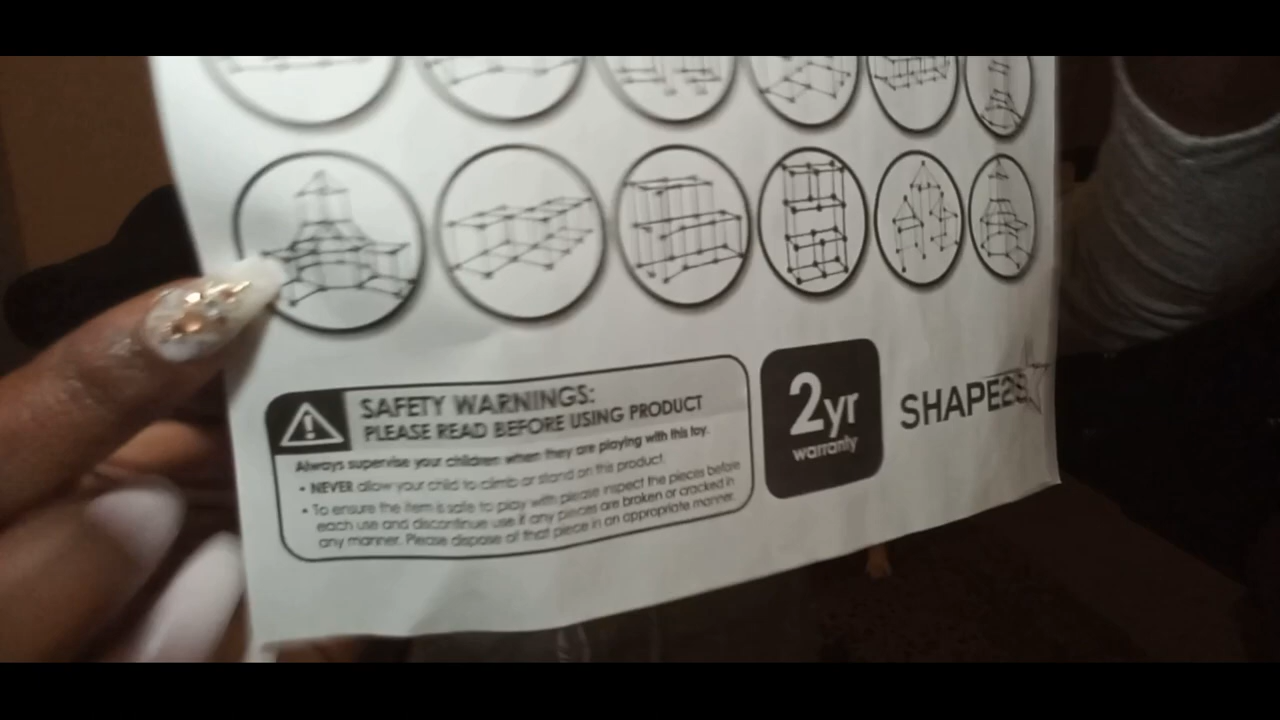 SAFETY WARNINGS:
PLEASE READ BEFORE USING PRODUCT
Always supervise your children when they are playing with this toy.
• NEVER allow your child to climb or stand on this product.
• To ensure the item is safe to play with please inspect the pieces before
each use and discontinue use if any pieces are broken or cracked in
any manner. Please dispose of that piece in an appropriate manner.
2yr
warranty
SHAPE2S